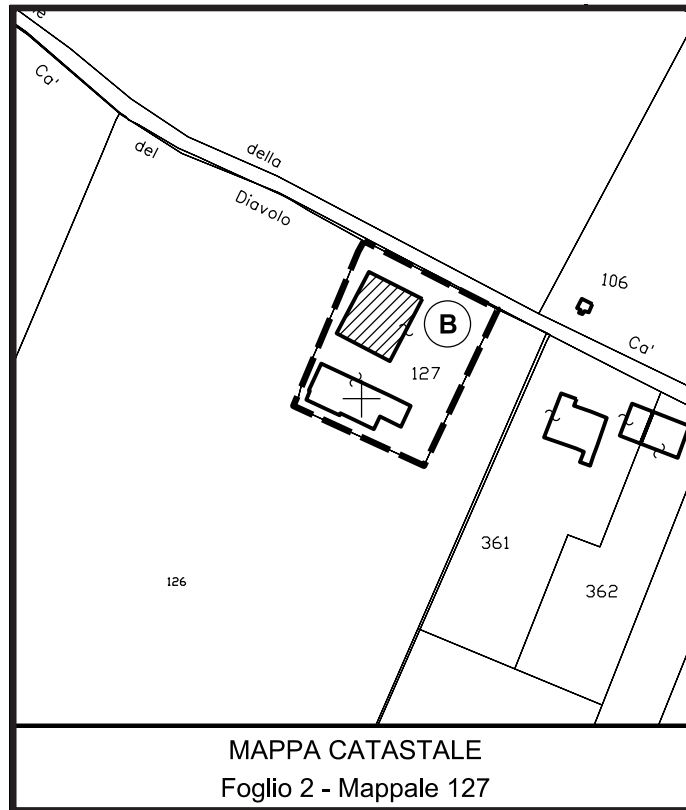 Ca'
del
della
Diavolo
B
106
Ca'
127
361
126
362
MAPPA CATASTALE
Foglio 2 - Mappale 127